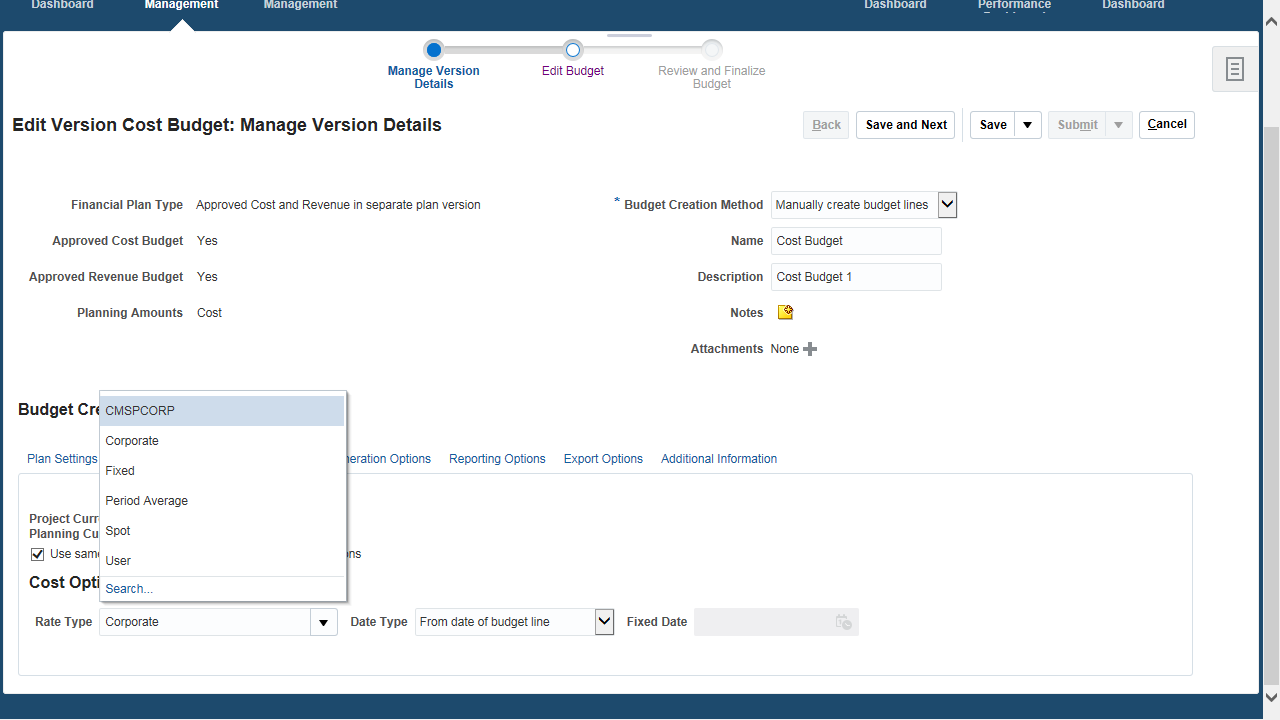 Dashboard
Management
Management
Dashboard
Performance
Dashboard
Manage Version
Details
Edit Budget
Review and Finalize
Budget
Edit Version Cost Budget: Manage Version Details
Back
Save and Next
Save
Submit
Cancel
Financial Plan Type Approved Cost and Revenue in separate plan version
* Budget Creation Method Manually create budget lines
Approved Cost Budget Yes
Name Cost Budget
Approved Revenue Budget Yes
Description Cost Budget 1
Planning Amounts Cost
Notes
Attachments None
Budget Cre
CMSPCORP
Corporate
Fixed
Period Average
Spot
User
Search...
Plan Settings
neration Options
Reporting Options
Export Options
Additional Information
Project Curr
Planning Cu
Use same
ons
Cost Opti
Rate Type Corporate
Date Type From date of budget line
Fixed Date